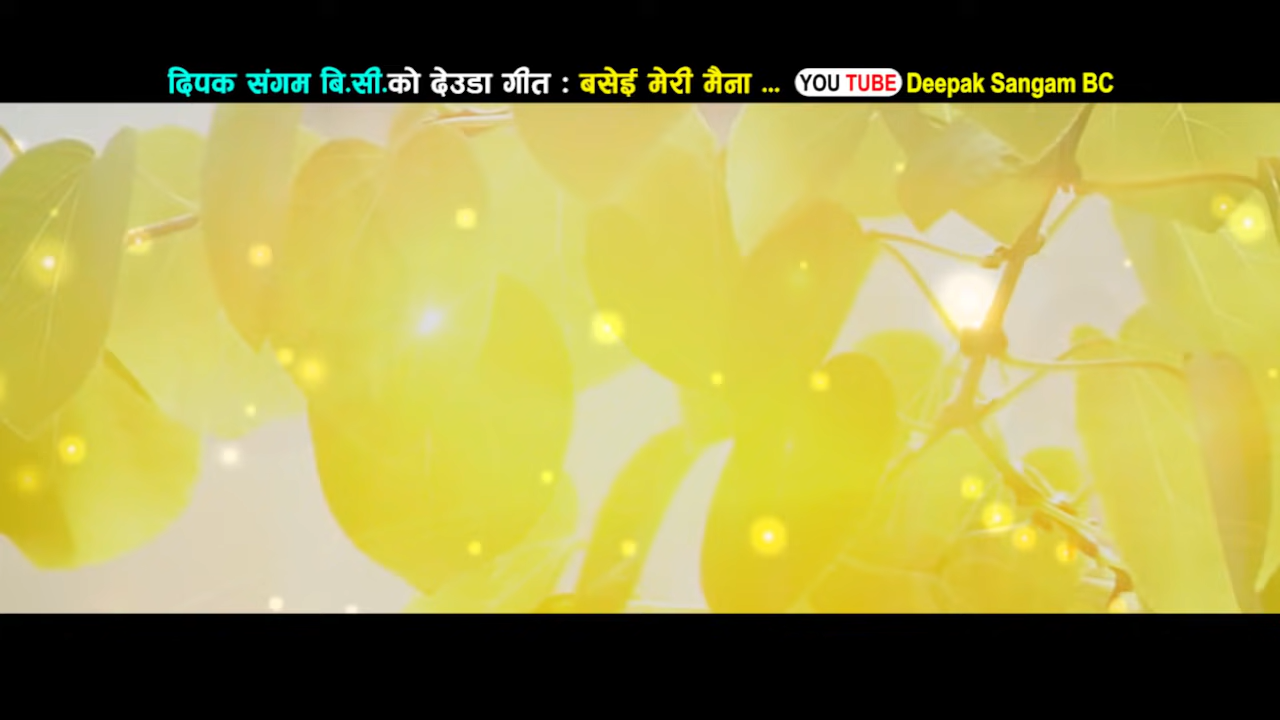 दिपक संगम बि.सी.को देउडा गीत : बसेई मेरी मैना ... YOU TUBE Deepak Sangam BC